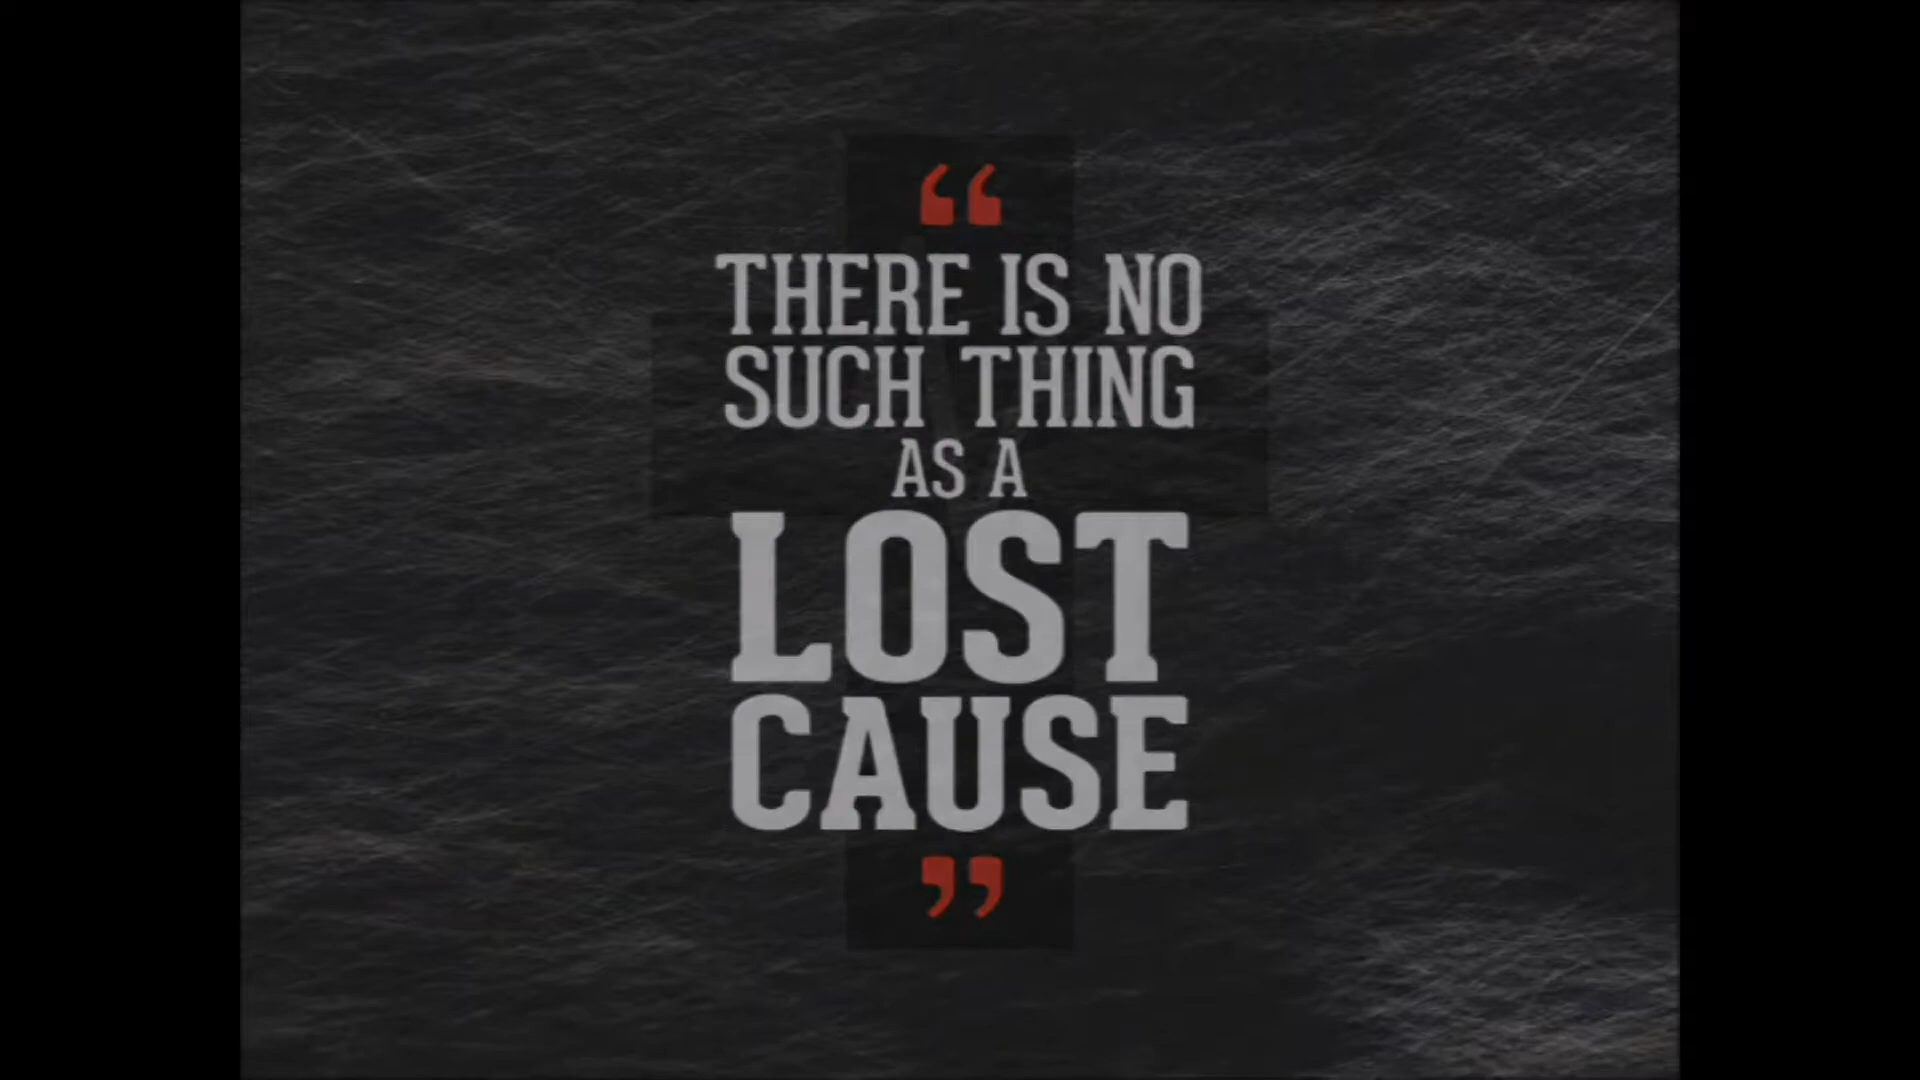 “
THERE IS NO
SUCH THING
AS A
LOST
CAUSE
”